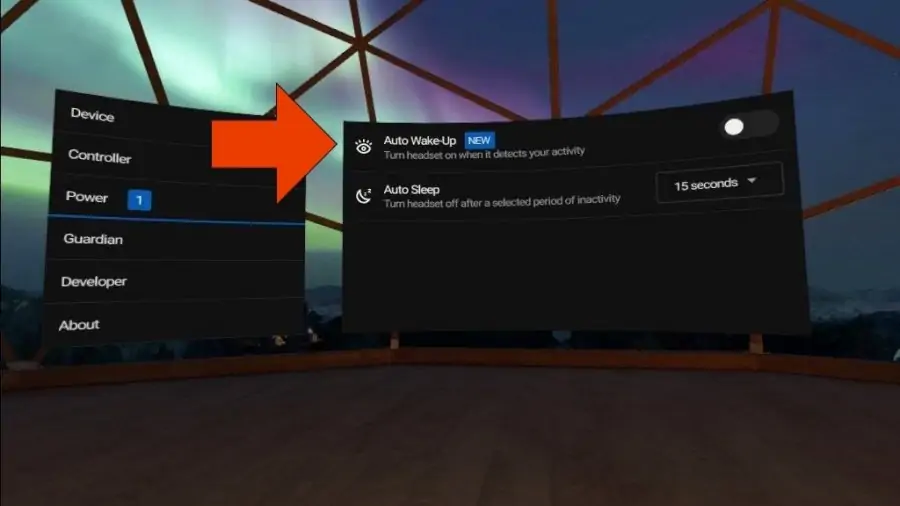 Device
Controller
Power 1
Guardian
Developer
About
Auto Wake-Up NEW
Turn headset on when it detects your activity
Auto Sleep
Turn headset off after a selected period of inactivity
15 seconds